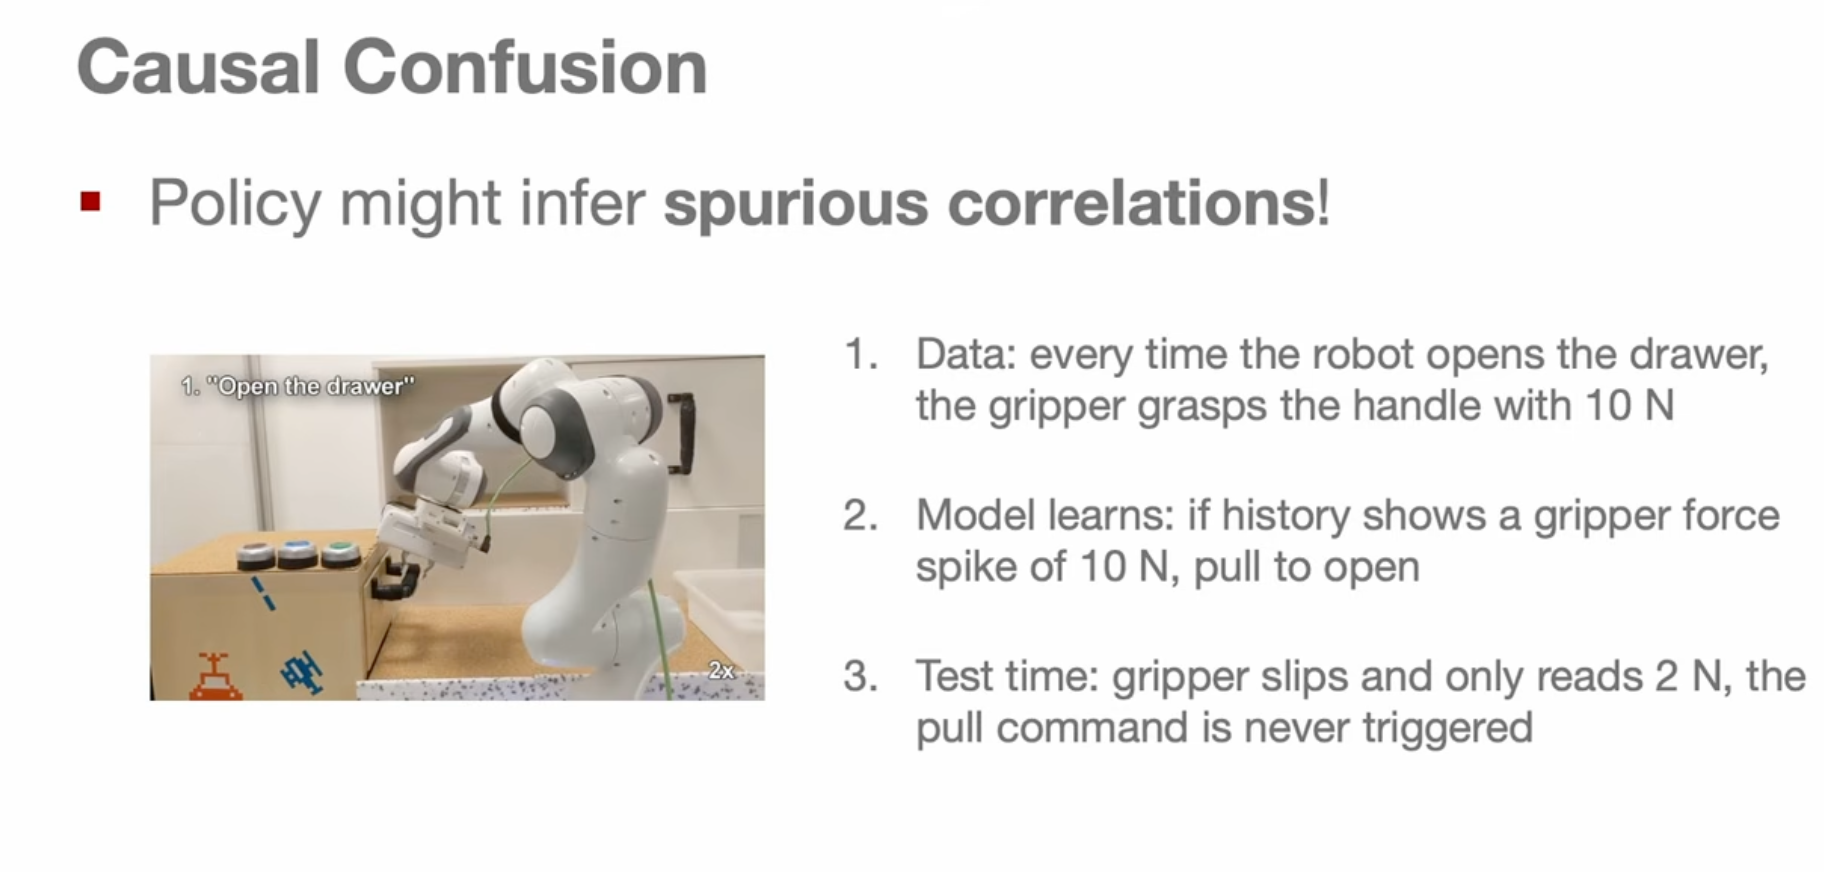 Causal Confusion
Policy might infer spurious correlations!
1. "Open the drawer"
2x
1. Data: every time the robot opens the drawer,
the gripper grasps the handle with 10 N
2. Model learns: if history shows a gripper force
spike of 10 N, pull to open
3. Test time: gripper slips and only reads 2 N, the
pull command is never triggered